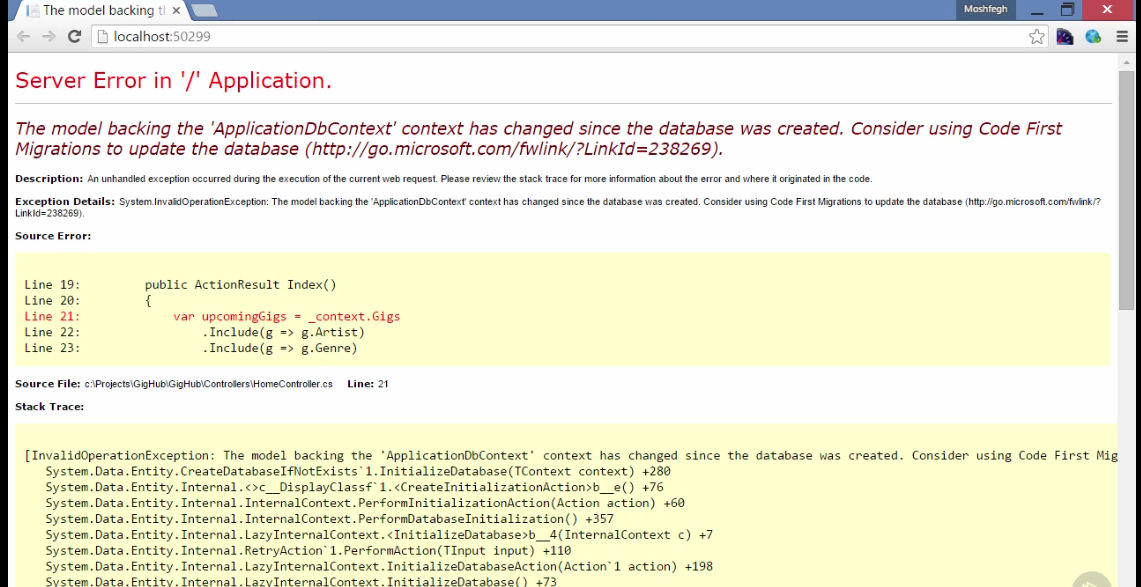 The model backing t
Moshfegh
localhost:50299
Server Error in '/' Application.
The model backing the 'ApplicationDbContext' context has changed since the database was created. Consider using Code First
Migrations to update the database (http://go.microsoft.com/fwlink/?LinkId=238269).
Description: An unhandled exception occurred during the execution of the current web request. Please review the stack trace for more information about the error and where it originated in the code.
Exception Details: System.InvalidOperationException: The model backing the 'ApplicationDbContext' context has changed since the database was created. Consider using Code First Migrations to update the database (http://go.microsoft.com/fwlink/?
LinkId=238269).
Source Error:
Line 19:         public ActionResult Index()
Line 20:         {
Line 21:             var upcomingGigs = _context.Gigs
Line 22:                 .Include(g => g.Artist)
Line 23:                 .Include(g => g.Genre)
Source File: c:\Projects\GigHub\GigHub\Controllers\HomeController.cs    Line: 21
Stack Trace:
[InvalidOperationException: The model backing the 'ApplicationDbContext' context has changed since the database was created. Consider using Code First Mig
   System.Data.Entity.CreateDatabaseIfNotExists`1.InitializeDatabase(TContext context) +280
   System.Data.Entity.Internal.<>c__DisplayClassf`1.<CreateInitializationAction>b__e() +76
   System.Data.Entity.Internal.InternalContext.PerformInitializationAction(Action action) +60
   System.Data.Entity.Internal.InternalContext.PerformDatabaseInitialization() +357
   System.Data.Entity.Internal.LazyInternalContext.<InitializeDatabase>b__4(InternalContext c) +7
   System.Data.Entity.Internal.RetryAction`1.PerformAction(TInput input) +110
   System.Data.Entity.Internal.LazyInternalContext.InitializeDatabaseAction(Action`1 action) +198
   System.Data.Entity.Internal.LazyInternalContext.InitializeDatabase() +73